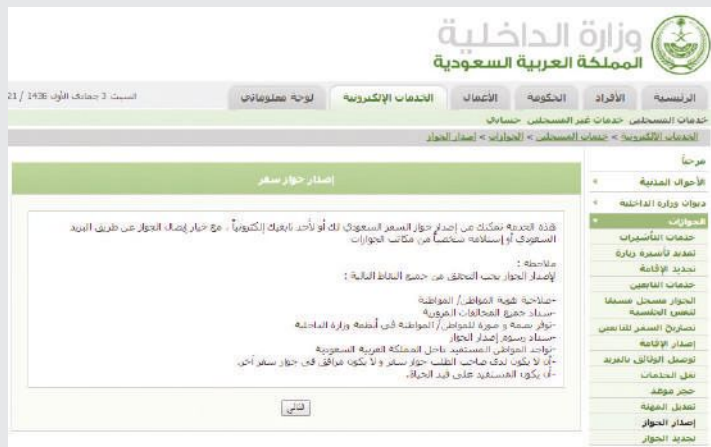 وزارة الداخلية
المملكة العربية السعودية
الرئيسية الأفراد الحكومة الأعمال الخدمات الإلكترونية لوحة معلوماتي
السبت 3 جمادى الأول 1436 / 21
خدمات المسجلين خدمات غير المسجلين حسابي
الخدمات الالكترونية > خدمات المسجلين > الجوازات > إصدار الجواز
مرحباً
الأحوال المدنية
ديوان وزارة الداخلية
الجوازات
خدمات التأشيرات
تمديد تأشيرة زيارة
تجديد الإقامة
خدمات التابعين
الجواز مسجل مسبقا
لنفس الجنسية
تصاريح السفر للتابعين
إصدار الإقامة
توصيل الوثائق بالبريد
نقل الخدمات
حجز موعد
تعديل المهنة
إصدار الجواز
تجديد الجواز
إصدار جواز سفر
هذه الخدمة تمكنك من إصدار جواز السفر السعودي لك أو لأحد تابعيك إلكترونياً ، مع خيار إيصال الجواز عن طريق البريد
السعودي أو إستلامه شخصياً من مكاتب الجوازات
ملاحظة :
لإصدار الجواز يجب التحقق من جميع النقاط التالية :
-صلاحية هوية المواطن/ المواطنة
-سداد جميع المخالفات المرورية
-توفر بصمة و صورة للمواطن/ المواطنة في أنظمة وزارة الداخلية
-سداد رسوم إصدار الجواز
-تواجد المواطن المستفيد داخل المملكة العربية السعودية
-أن لا يكون لدى صاحب الطلب جواز سفر و لا يكون مرافق في جواز سفر آخر.
-أن يكون المستفيد على قيد الحياة.
التالي